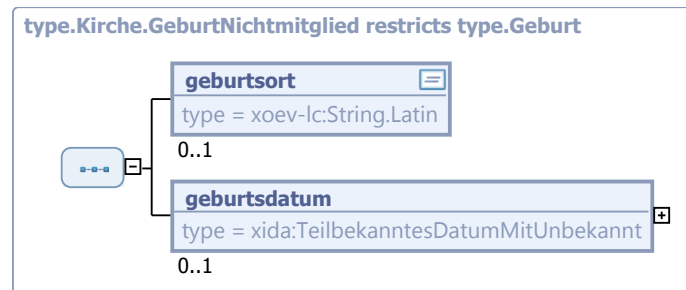 type.Kirche.GeburtNichtmitglied restricts type.Geburt
geburtsort
type = xoev-lc:String.Latin
0..1
geburtsdatum
type = xida:TeilbekanntesDatumMitUnbekannt
0..1